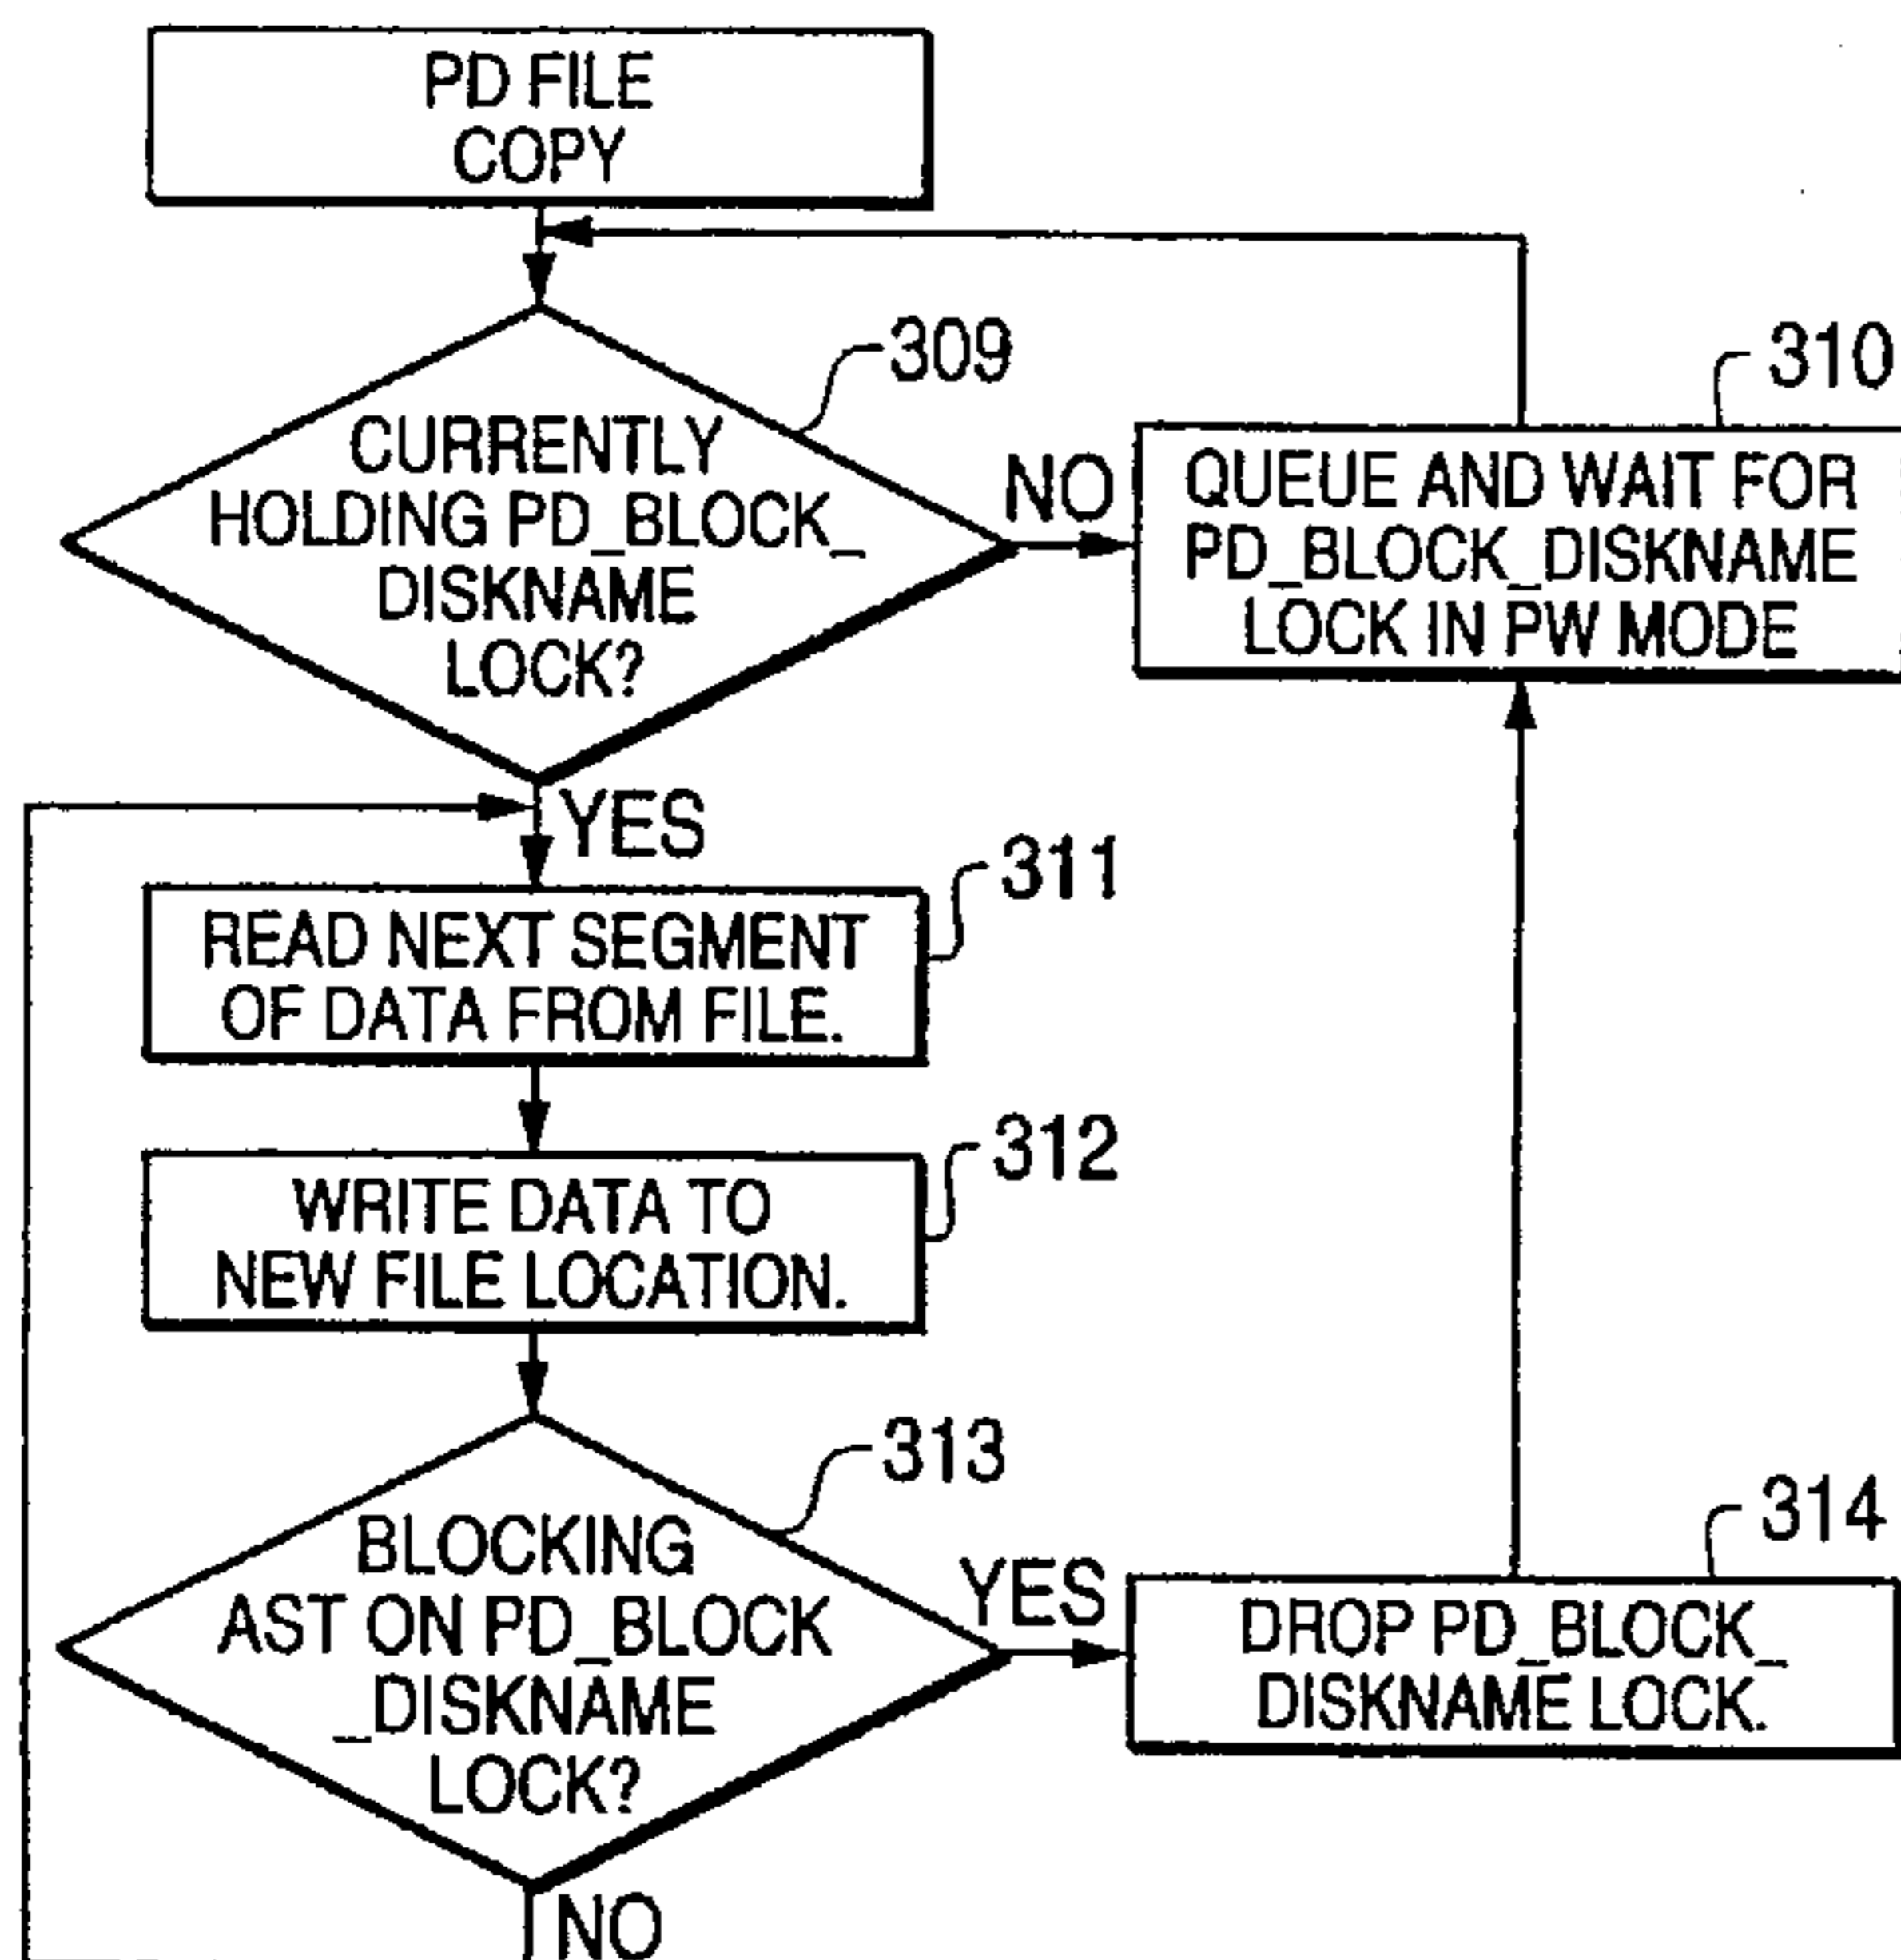 PD FILE
COPY
309
CURRENTLY
HOLDING PD_BLOCK_
DISKNAME
LOCK?
NO
310
QUEUE AND WAIT FOR
PD_BLOCK_DISKNAME
LOCK IN PW MODE
YES
311
READ NEXT SEGMENT
OF DATA FROM FILE.
312
WRITE DATA TO
NEW FILE LOCATION.
313
BLOCKING
AST ON PD_BLOCK
_DISKNAME
LOCK?
YES
314
DROP PD_BLOCK_
DISKNAME LOCK.
NO